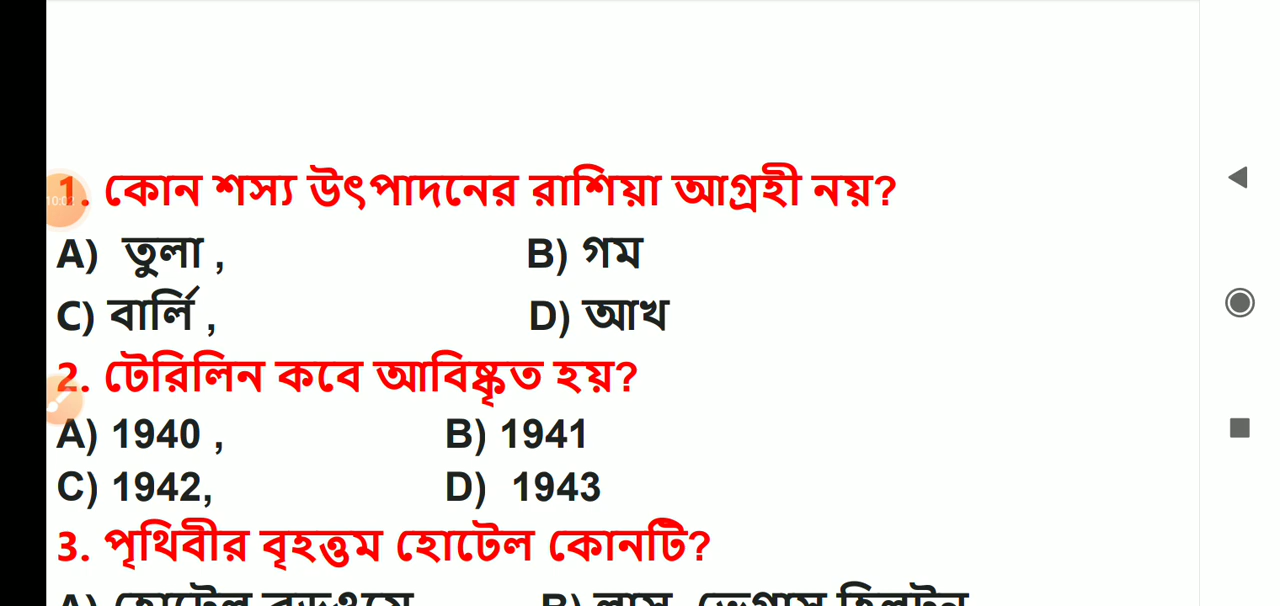 1. কোন শস্য উৎপাদনের রাশিয়া আগ্রহী নয়?
A) তুলা , B) গম
C) বার্লি , D) আখ
2. টেরিলিন কবে আবিষ্কৃত হয়?
A) 1940 , B) 1941
C) 1942, D) 1943
3. পৃথিবীর বৃহত্তম হোটেল কোনটি?
A) হোটেল B) লাস ভেগাস হিলটন